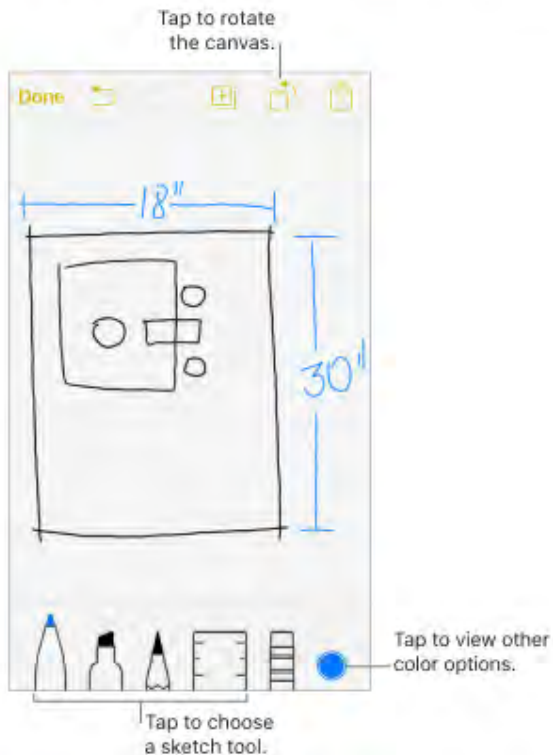 Tap to rotate
the canvas.
Done
18"
30"
Tap to view other
color options.
Tap to choose
a sketch tool.